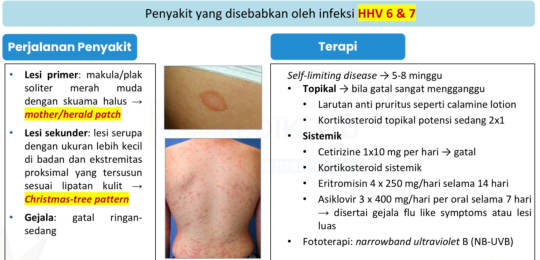 Penyakit yang disebabkan oleh infeksi HHV 6 & 7
Perjalanan Penyakit
• Lesi primer: makula/plak
soliter merah muda
dengan skuama halus →
mother/herald patch
• Lesi sekunder: lesi serupa
dengan ukuran lebih kecil
di badan dan ekstremitas
proksimal yang tersusun
sesuai lipatan kulit →
Christmas-tree pattern
• Gejala: gatal ringan-
sedang
Terapi
Self-limiting disease → 5-8 minggu
• Topikal → bila gatal sangat mengganggu
• Larutan anti pruritus seperti calamine lotion
• Kortikosteroid topikal potensi sedang 2x1
• Sistemik
• Cetirizine 1x10 mg per hari → gatal
• Kortikosteroid sistemik
• Eritromisin 4 x 250 mg/hari selama 14 hari
• Asiklovir 3 x 400 mg/hari per oral selama 7 hari
→ disertai gejala flu like symptoms atau lesi
luas
• Fototerapi: narrowband ultraviolet B (NB-UVB)